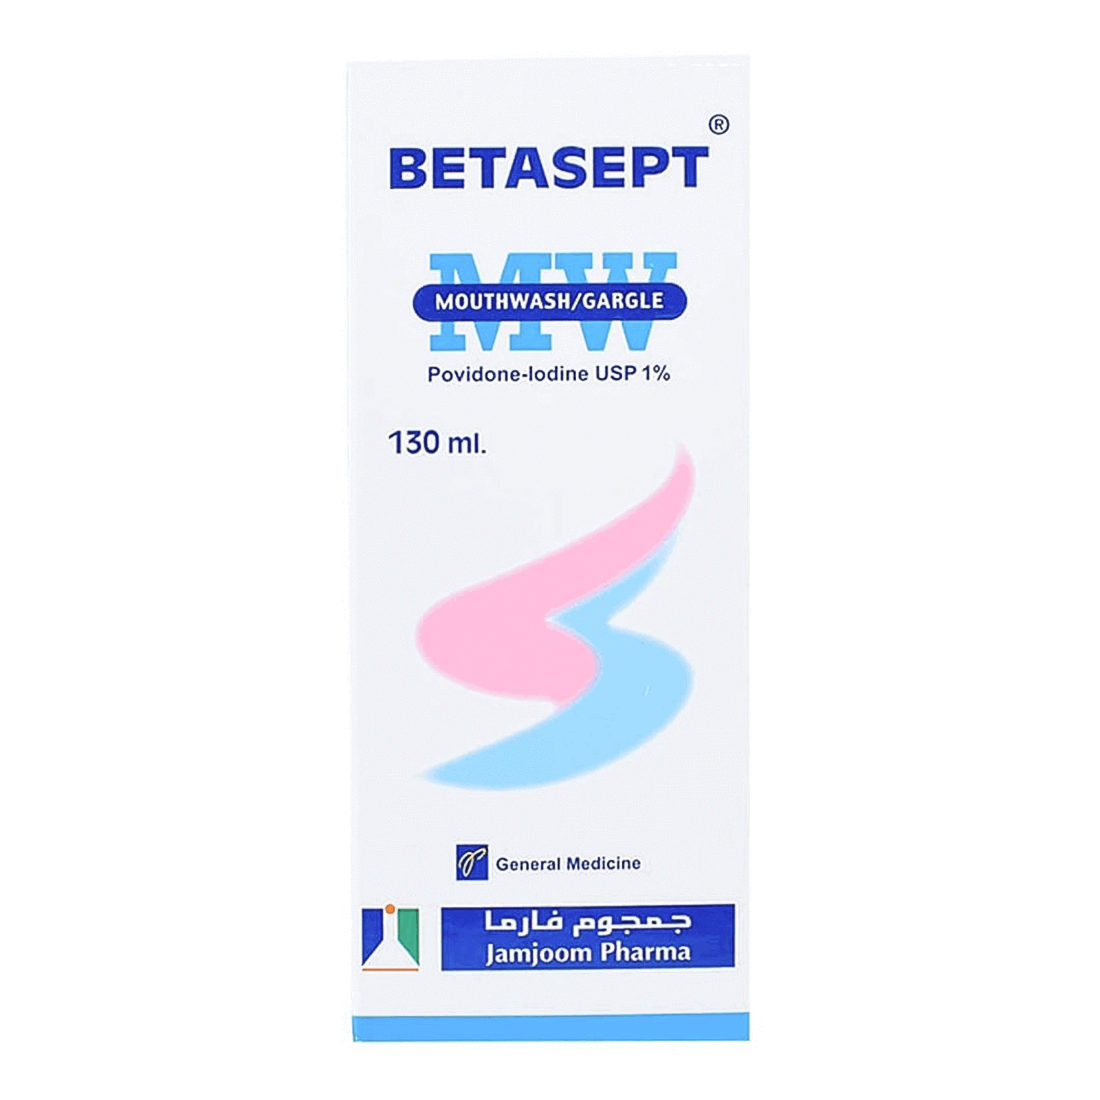 BETASEPT ®
MW
MOUTHWASH/GARGLE
Povidone-Iodine USP 1%
130 ml.
General Medicine
جمجوم فارما
Jamjoom Pharma